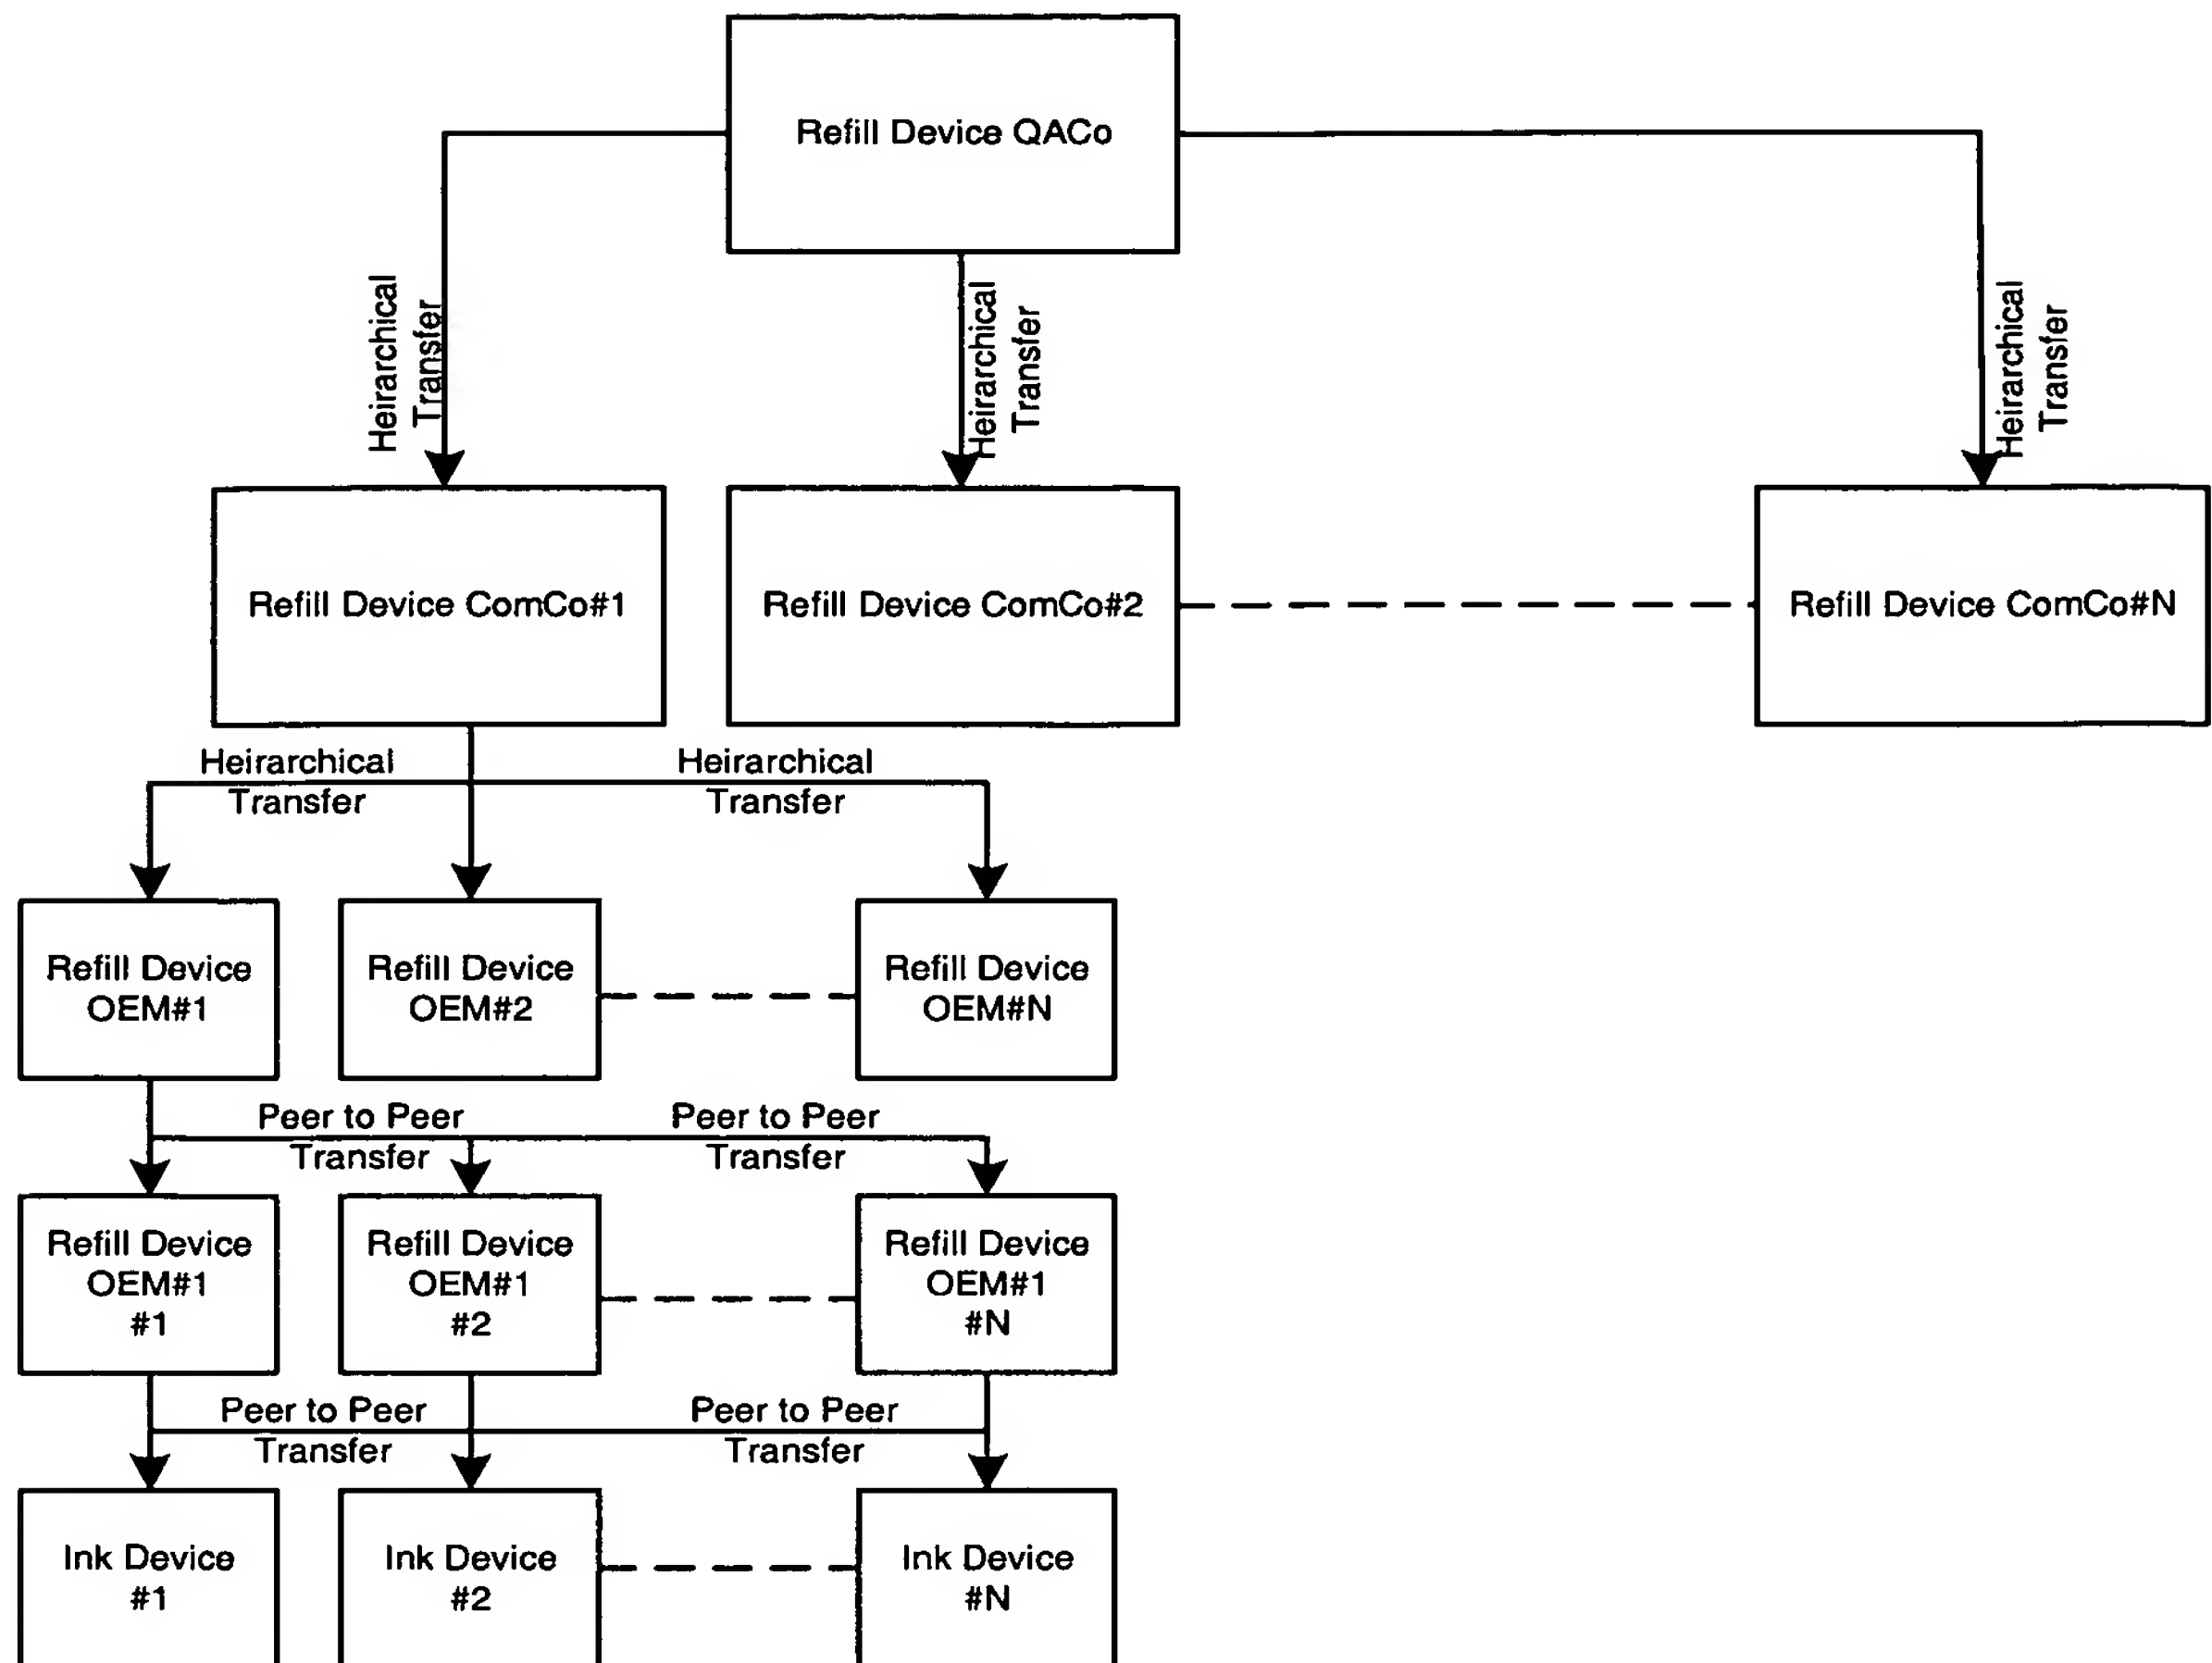 Refill Device QACo
Heirarchical
Transfer
Heirarchical
Transfer
Heirarchical
Transfer
Refill Device ComCo#1
Refill Device ComCo#2
Refill Device ComCo#N
Heirarchical
Transfer
Heirarchical
Transfer
Refill Device
OEM#1
Refill Device
OEM#2
Refill Device
OEM#N
Peer to Peer
Transfer
Peer to Peer
Transfer
Refill Device
OEM#1
#1
Refill Device
OEM#1
#2
Refill Device
OEM#1
#N
Peer to Peer
Transfer
Peer to Peer
Transfer
Ink Device
#1
Ink Device
#2
Ink Device
#N